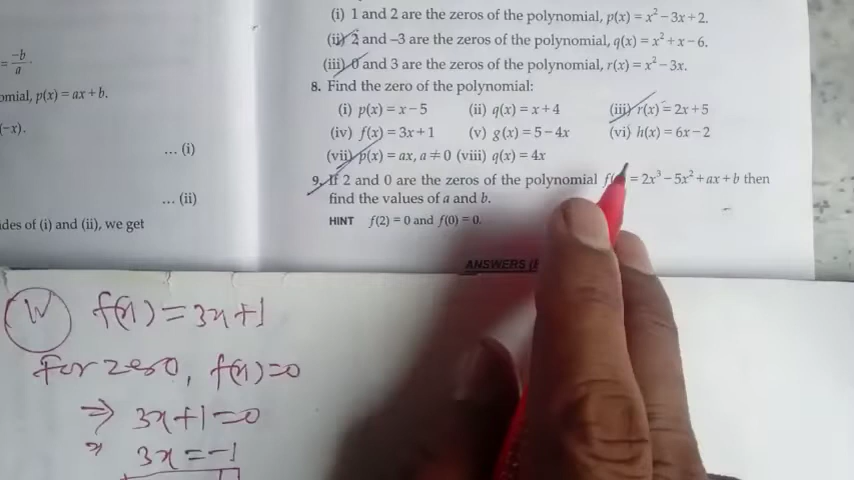 (i) 1 and 2 are the zeros of the polynomial, p(x) = x² − 3x + 2.
(ii) 2 and −3 are the zeros of the polynomial, q(x) = x² + x − 6.
(iii) 0 and 3 are the zeros of the polynomial, r(x) = x² − 3x.
8. Find the zero of the polynomial:
(i) p(x) = x − 5 (ii) q(x) = x + 4 (iii) r(x) = 2x + 5
(iv) f(x) = 3x + 1 (v) g(x) = 5 − 4x (vi) h(x) = 6x − 2
(vii) p(x) = ax, a ≠ 0 (viii) q(x) = 4x
9. If 2 and 0 are the zeros of the polynomial f( = 2x³ − 5x² + ax + b then
find the values of a and b.
HINT f(2) = 0 and f(0) = 0.
ANSWERS (
= −b/a .
omial, p(x) = ax + b.
(−x).
... (i)
... (ii)
des of (i) and (ii), we get
(iv) f(x) = 3x + 1
For zero, f(x) = 0
⇒ 3x + 1 = 0
3x = −1